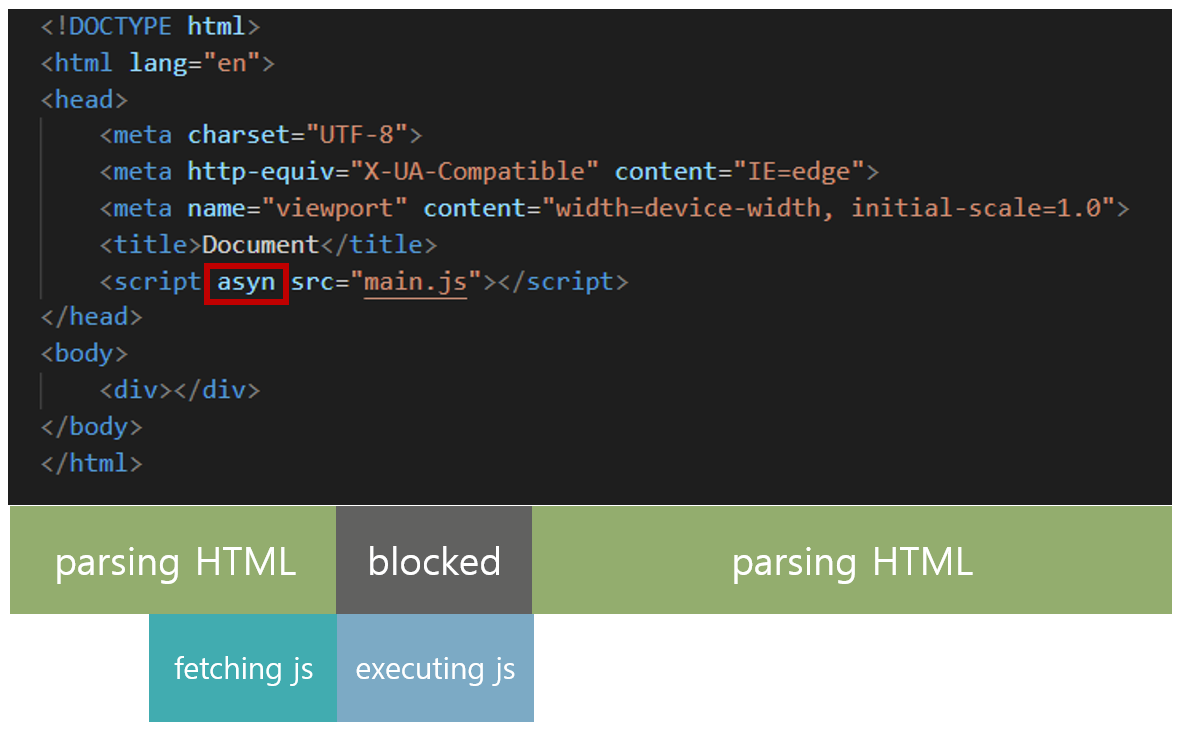 <!DOCTYPE html>
<html lang="en">
<head>
<meta charset="UTF-8">
<meta http-equiv="X-UA-Compatible" content="IE=edge">
<meta name="viewport" content="width=device-width, initial-scale=1.0">
<title>Document</title>
<script asyn src="main.js"></script>
</head>
<body>
<div></div>
</body>
</html>
parsing HTML blocked parsing HTML
fetching js executing js